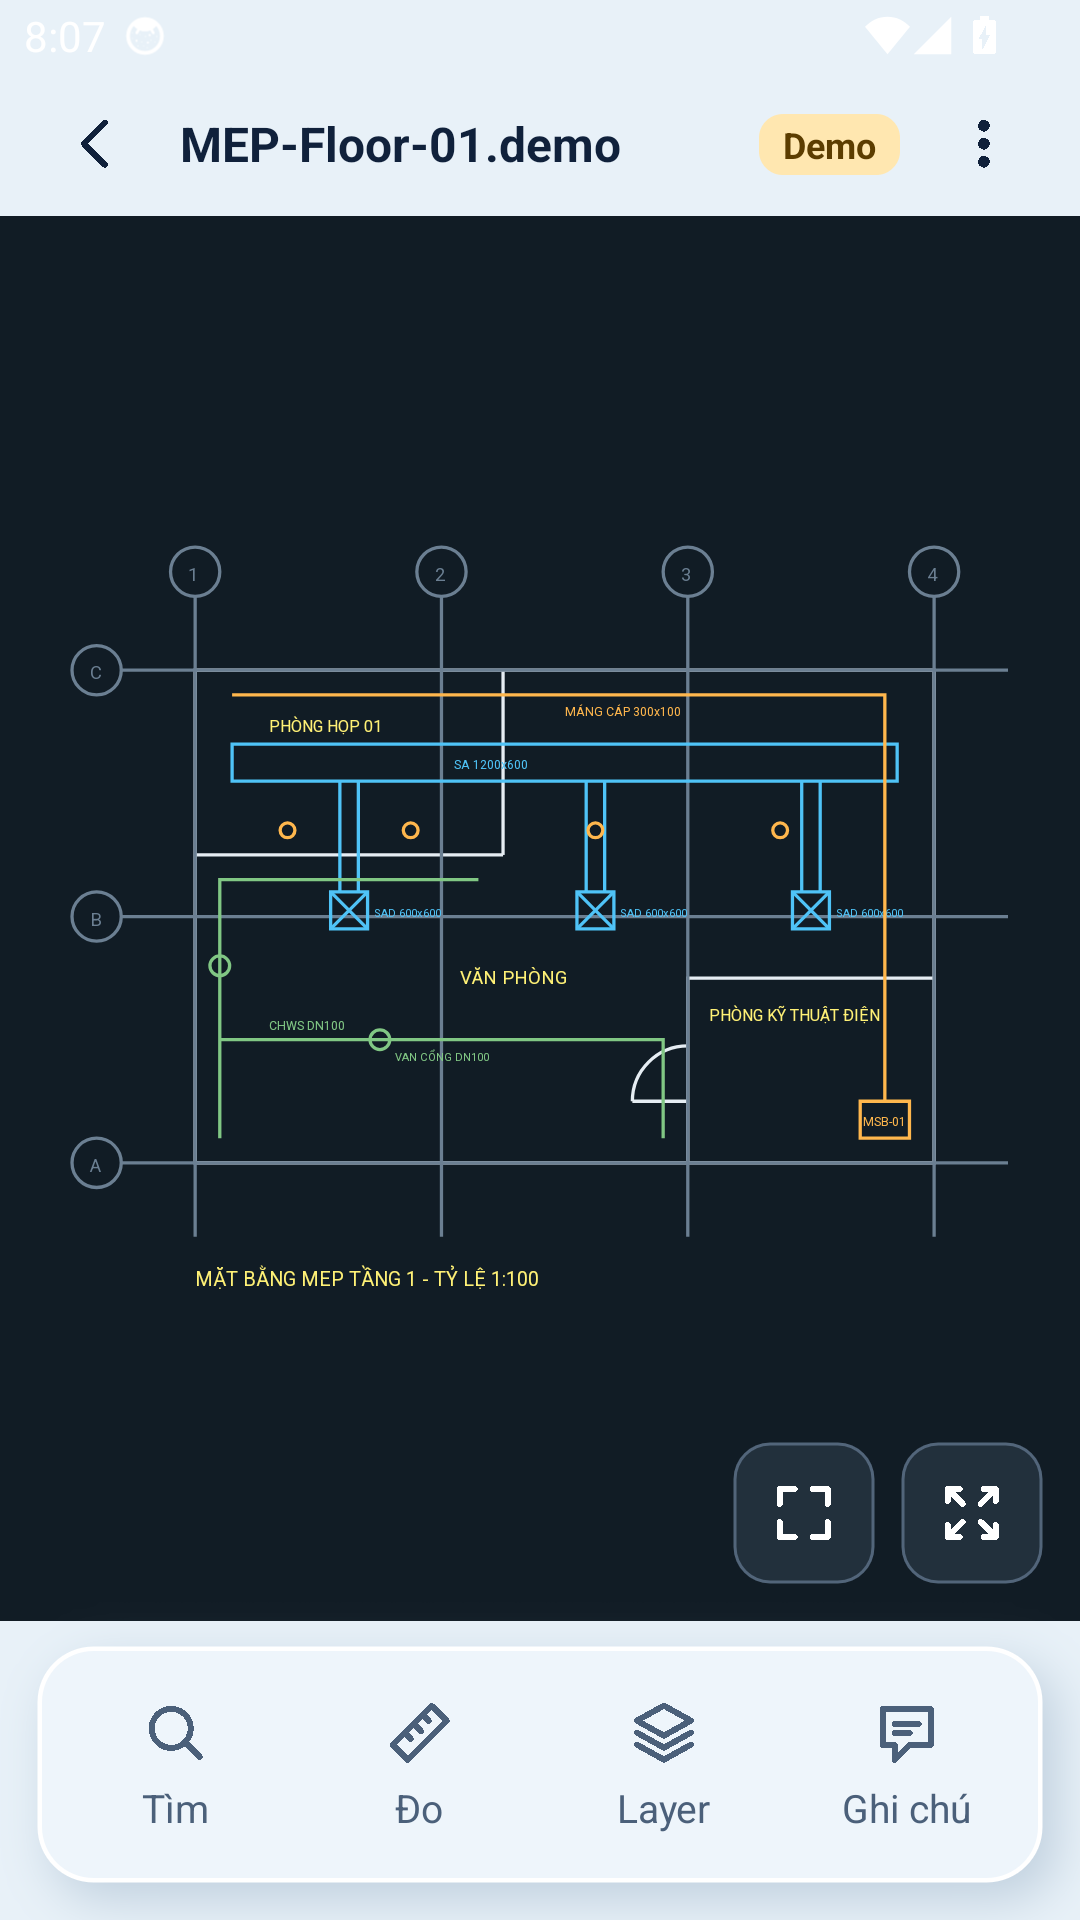 8:07
MEP-Floor-01.demo
Demo
1
2
3
4
C
MÁNG CÁP 300x100
PHÒNG HỌP 01
SA 1200x600
B
SAD 600x600
SAD 600x600
SAD 600x600
VĂN PHÒNG
PHÒNG KỸ THUẬT ĐIỆN
CHWS DN100
VAN CỔNG DN100
MSB-01
A
MẶT BẰNG MEP TẦNG 1 - TỶ LỆ 1:100
Tìm
Đo
Layer
Ghi chú